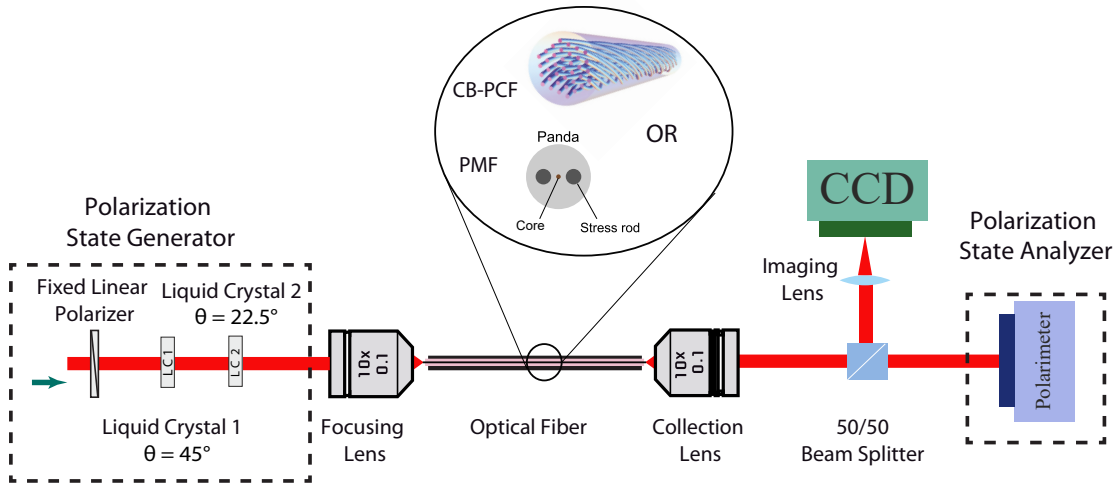 CB-PCF
OR
Panda
PMF
Core
Stress rod
Polarization
State Generator
Fixed Linear
Polarizer
Liquid Crystal 2
θ = 22.5°
LC1
LC 2
Liquid Crystal 1
θ = 45°
10x
0.1
Focusing
Lens
Optical Fiber
10x
0.1
Collection
Lens
CCD
Imaging
Lens
50/50
Beam Splitter
Polarization
State Analyzer
Polarimeter